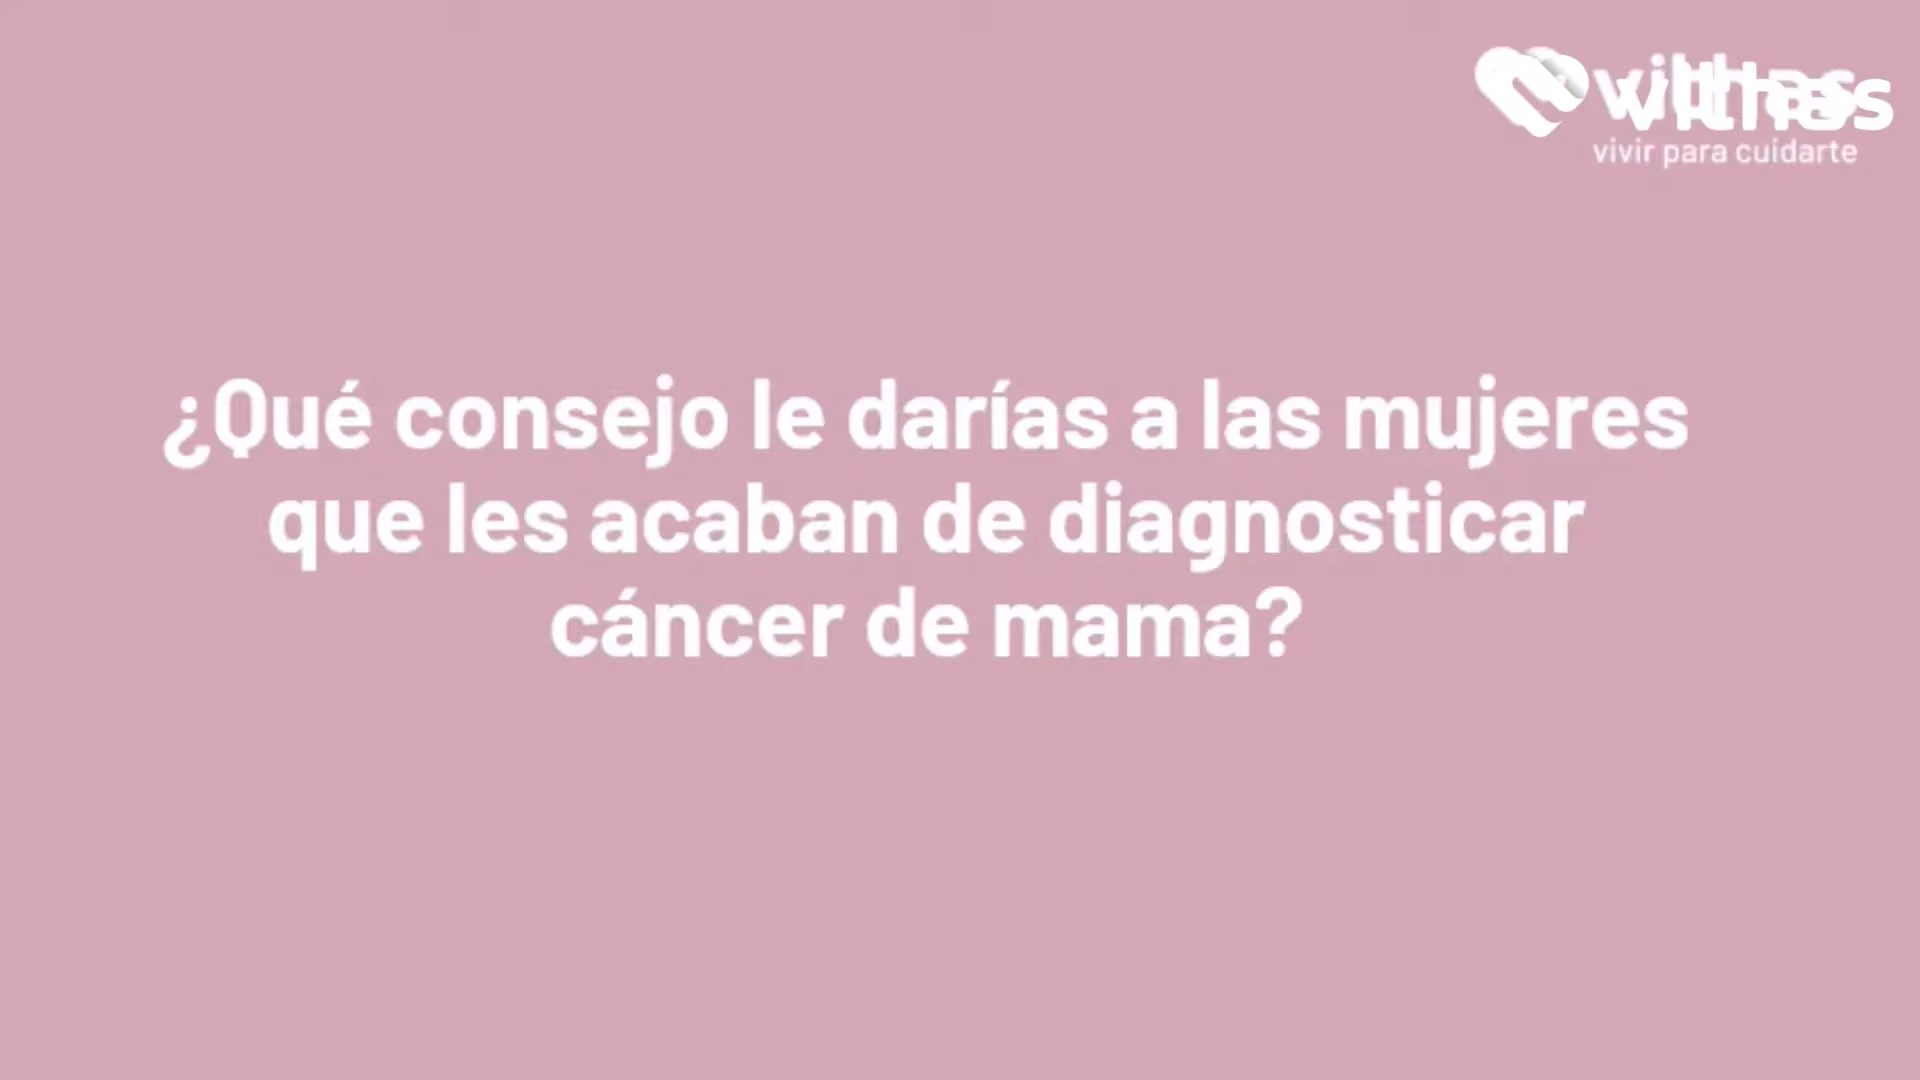 vithas
vivir para cuidarte
¿Qué consejo le darías a las mujeres
que les acaban de diagnosticar
cáncer de mama?